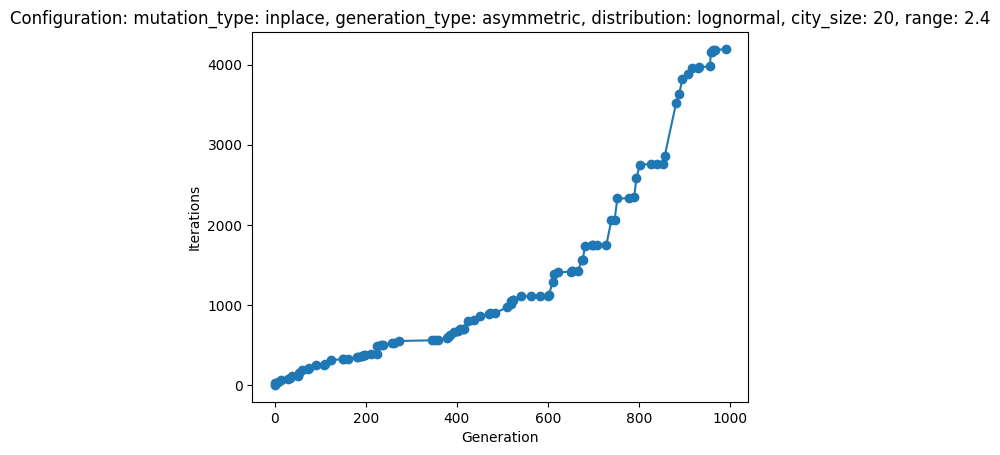 Configuration: mutation_type: inplace, generation_type: asymmetric, distribution: lognormal, city_size: 20, range: 2.4
4000
3000
2000
1000
0
Iterations
0 200 400 600 800 1000
Generation